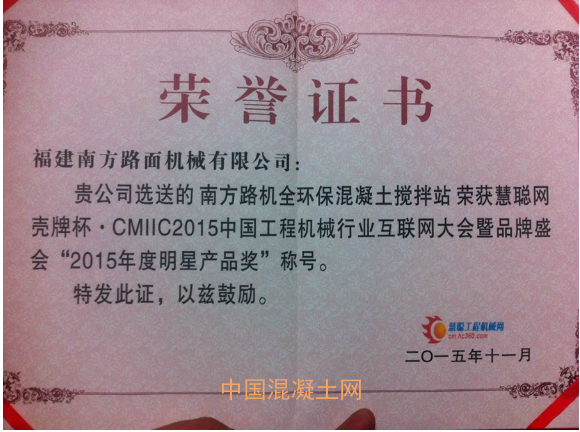 荣誉证书
福建南方路面机械有限公司：
贵公司选送的 南方路机全环保混凝土搅拌站 荣获慧聪网
壳牌杯·CMIIC2015中国工程机械行业互联网大会暨品牌盛
会“2015年度明星产品奖”称号。
特发此证，以兹鼓励。
慧聪工程机械网
cm.hc360.com
二〇一五年十一月
中国混凝土网